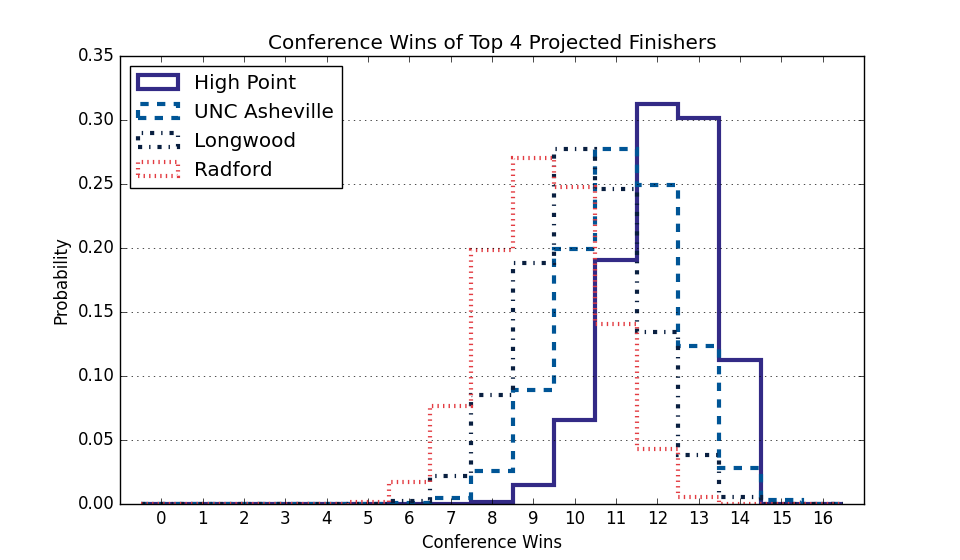 Conference Wins of Top 4 Projected Finishers
High Point
UNC Asheville
Longwood
Radford
Probability
0.35
0.30
0.25
0.20
0.15
0.10
0.05
0.00
0 1 2 3 4 5 6 7 8 9 10 11 12 13 14 15 16
Conference Wins